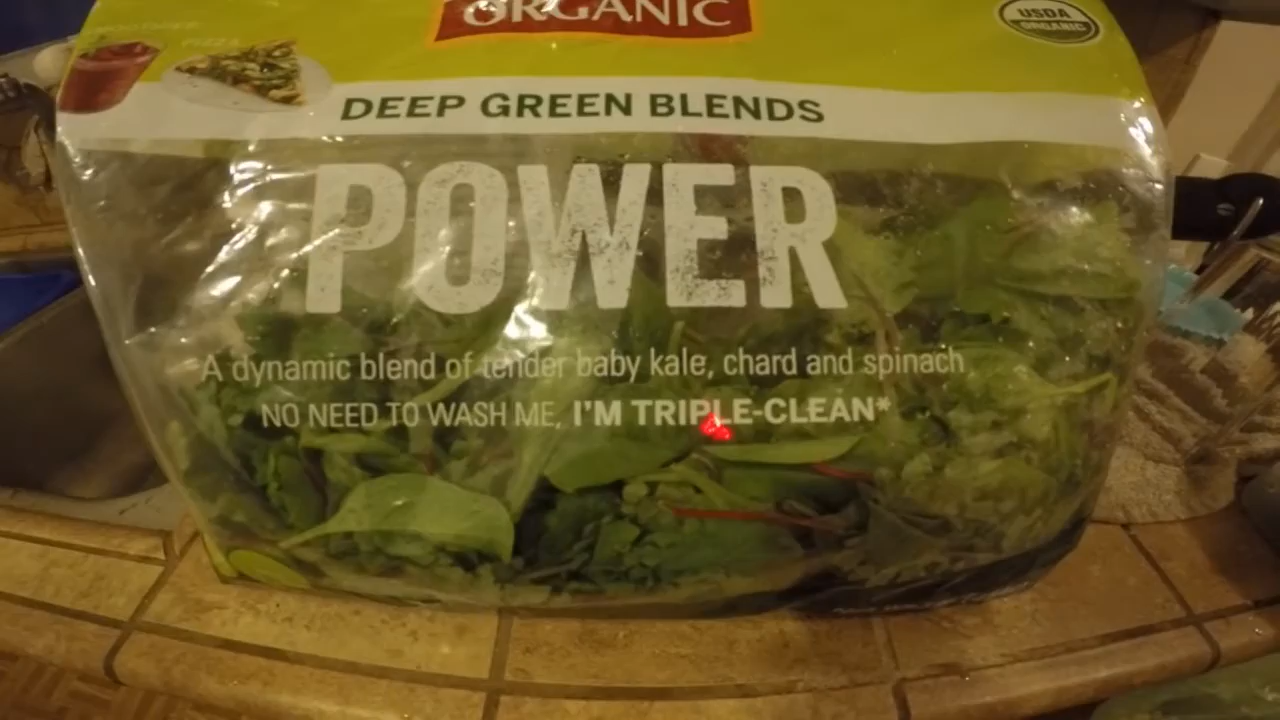 ORGANIC
USDA
ORGANIC
PIZZA
DEEP GREEN BLENDS
POWER
A dynamic blend of tender baby kale, chard and spinach
NO NEED TO WASH ME, I'M TRIPLE-CLEAN*